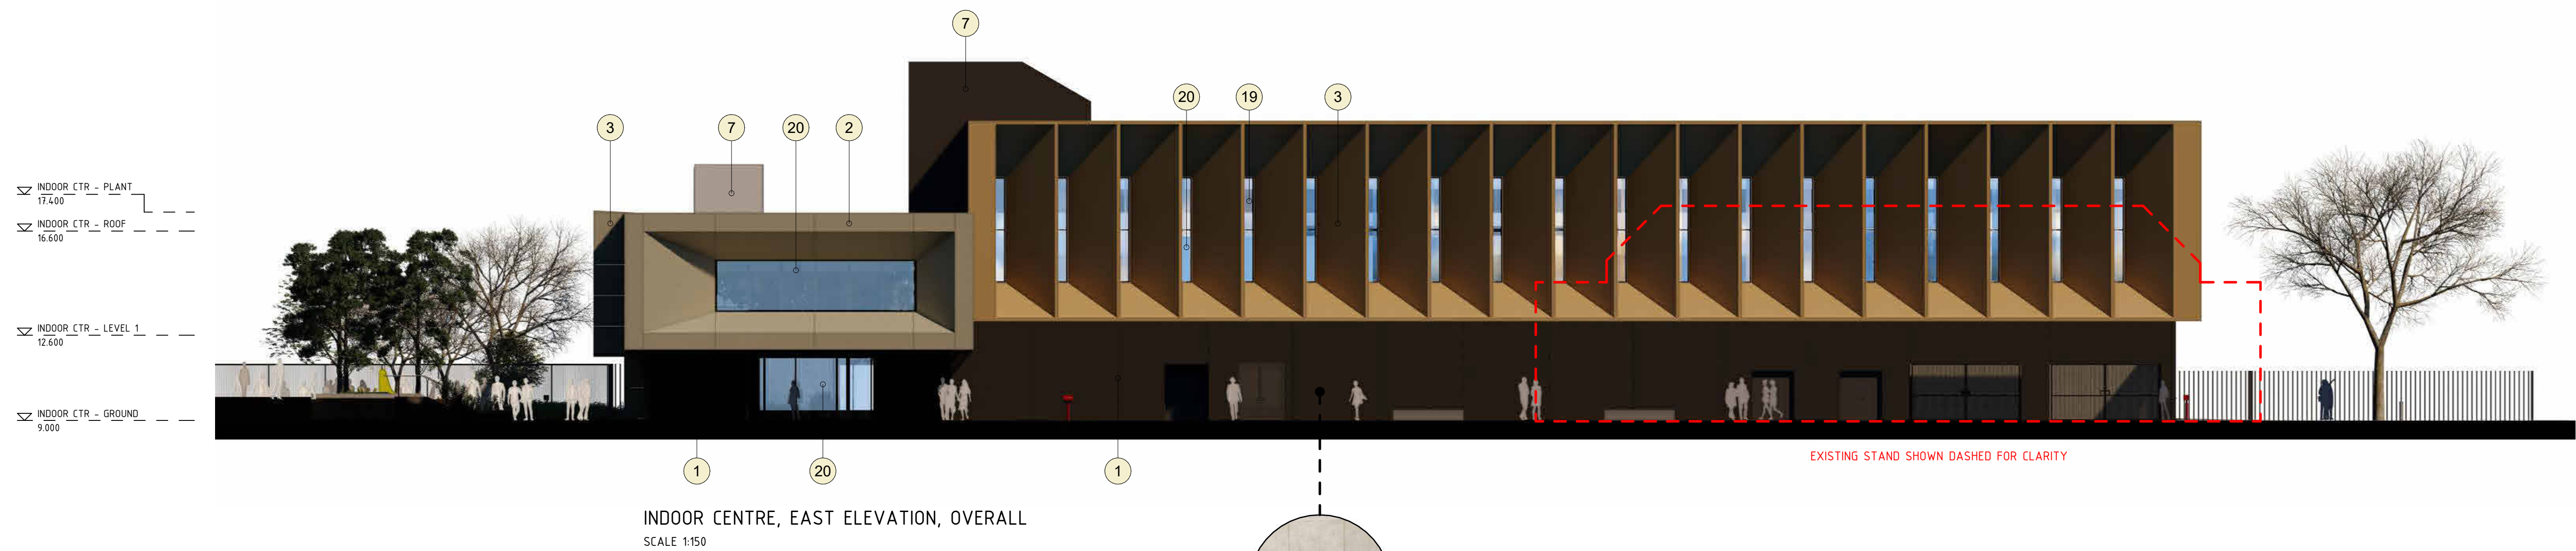 7
20
19
3
3
7
20
2
INDOOR CTR - PLANT
17.400
INDOOR CTR - ROOF
16.600
INDOOR CTR - LEVEL 1
12.600
INDOOR CTR - GROUND
9.000
1
20
1
EXISTING STAND SHOWN DASHED FOR CLARITY
INDOOR CENTRE, EAST ELEVATION, OVERALL
SCALE 1:150